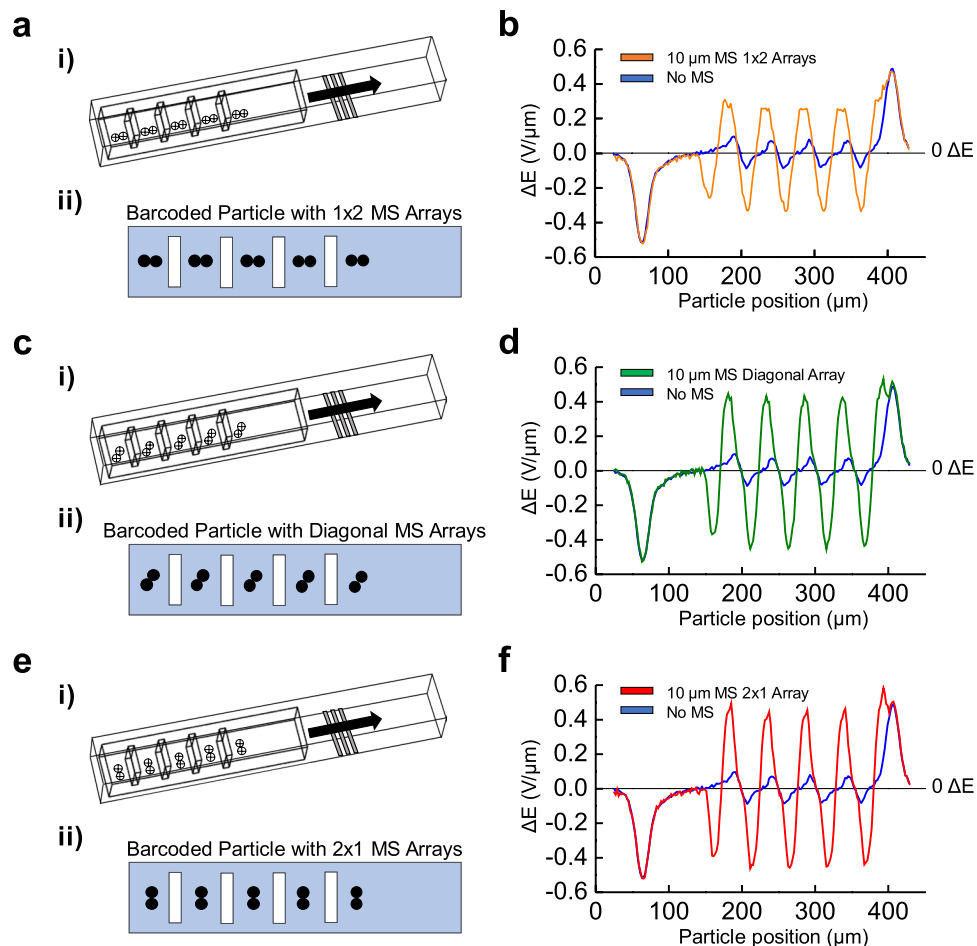 a
i)
ii)
Barcoded Particle with 1x2 MS Arrays
b
10 µm MS 1x2 Arrays
No MS
ΔE (V/µm)
0.6
0.4
0.2
0.0
-0.2
-0.4
-0.6
0 ΔE
0 100 200 300 400
Particle position (µm)
c
i)
ii)
Barcoded Particle with Diagonal MS Arrays
d
10 µm MS Diagonal Array
No MS
ΔE (V/µm)
0.6
0.4
0.2
0.0
-0.2
-0.4
-0.6
0 ΔE
0 100 200 300 400
Particle position (µm)
e
i)
ii)
Barcoded Particle with 2x1 MS Arrays
f
10 µm MS 2x1 Array
No MS
ΔE (V/µm)
0.6
0.4
0.2
0.0
-0.2
-0.4
-0.6
0 ΔE
0 100 200 300 400
Particle position (µm)